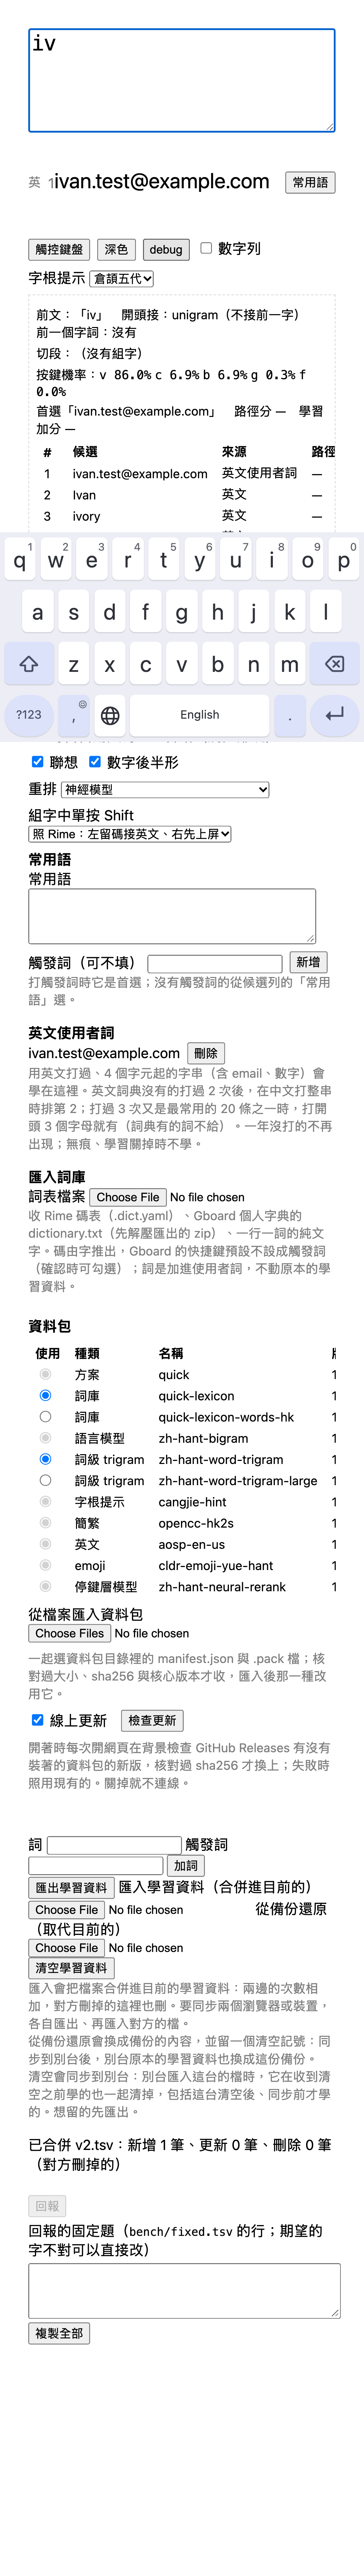 iv
英 1ivan.test@example.com 常用語
觸控鍵盤 深色 debug 數字列
字根提示 倉頡五代
前文：「iv」 開頭接：unigram（不接前一字）
前一個字詞：沒有
切段：（沒有組字）
按鍵機率：v 86.0% c 6.9% b 6.9% g 0.3% f
0.0%
首選「ivan.test@example.com」 路徑分 — 學習
加分 —
# 候選 來源 路徑
1 ivan.test@example.com 英文使用者詞 —
2 Ivan 英文 —
3 ivory 英文 —
q1 w2 e3 r4 t5 y6 u7 i8 o9 p0
a s d f g h j k l
z x c v b n m
?123 , English .
聯想 數字後半形
重排 神經模型
組字中單按 Shift
照 Rime：左留碼接英文、右先上屏
常用語
常用語
觸發詞（可不填） 新增
打觸發詞時它是首選；沒有觸發詞的從候選列的「常用
語」選。
英文使用者詞
ivan.test@example.com 刪除
用英文打過、4 個字元起的字串（含 email、數字）會
學在這裡。英文詞典沒有的打過 2 次後，在中文打整串
時排第 2；打過 3 次又是最常用的 20 條之一時，打開
頭 3 個字母就有（詞典有的詞不給）。一年沒打的不再
出現；無痕、學習關掉時不學。
匯入詞庫
詞表檔案 Choose File No file chosen
收 Rime 碼表（.dict.yaml）、Gboard 個人字典的
dictionary.txt（先解壓匯出的 zip）、一行一詞的純文
字。碼由字推出，Gboard 的快捷鍵預設不設成觸發詞
（確認時可勾選）；詞是加進使用者詞，不動原本的學
習資料。
資料包
使用 種類 名稱
方案 quick 1
詞庫 quick-lexicon 1
詞庫 quick-lexicon-words-hk 1
語言模型 zh-hant-bigram 1
詞級 trigram zh-hant-word-trigram 1
詞級 trigram zh-hant-word-trigram-large 1
字根提示 cangjie-hint 1
簡繁 opencc-hk2s 1
英文 aosp-en-us 1
emoji cldr-emoji-yue-hant 1
停鍵層模型 zh-hant-neural-rerank 1
從檔案匯入資料包
Choose Files No file chosen
一起選資料包目錄裡的 manifest.json 與 .pack 檔；核
對過大小、sha256 與核心版本才收，匯入後那一種改
用它。
線上更新 檢查更新
開著時每次開網頁在背景檢查 GitHub Releases 有沒有
裝著的資料包的新版，核對過 sha256 才換上；失敗時
照用現有的。關掉就不連線。
詞 觸發詞
加詞
匯出學習資料 匯入學習資料（合併進目前的）
Choose File No file chosen 從備份還原
（取代目前的）
Choose File No file chosen
清空學習資料
匯入會把檔案合併進目前的學習資料：兩邊的次數相
加，對方刪掉的這裡也刪。要同步兩個瀏覽器或裝置，
各自匯出、再匯入對方的檔。
從備份還原會換成備份的內容，並留一個清空記號：同
步到別台後，別台原本的學習資料也換成這份備份。
清空會同步到別台：別台匯入這台的檔時，它在收到清
空之前學的也一起清掉，包括這台清空後、同步前才學
的。想留的先匯出。
已合併 v2.tsv：新增 1 筆、更新 0 筆、刪除 0 筆
（對方刪掉的）
回報
回報的固定題（bench/fixed.tsv 的行；期望的
字不對可以直接改）
複製全部